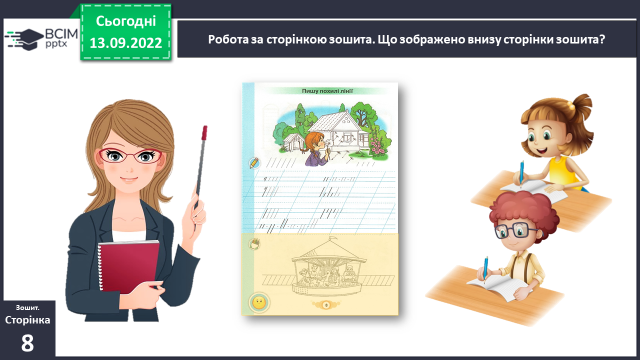 Сьогодні
13.09.2022
ВСІМ
pptx
Робота за сторінкою зошита. Що зображено внизу сторінки зошита?
Пишу похилі лінії
Зошит.
Сторінка
8